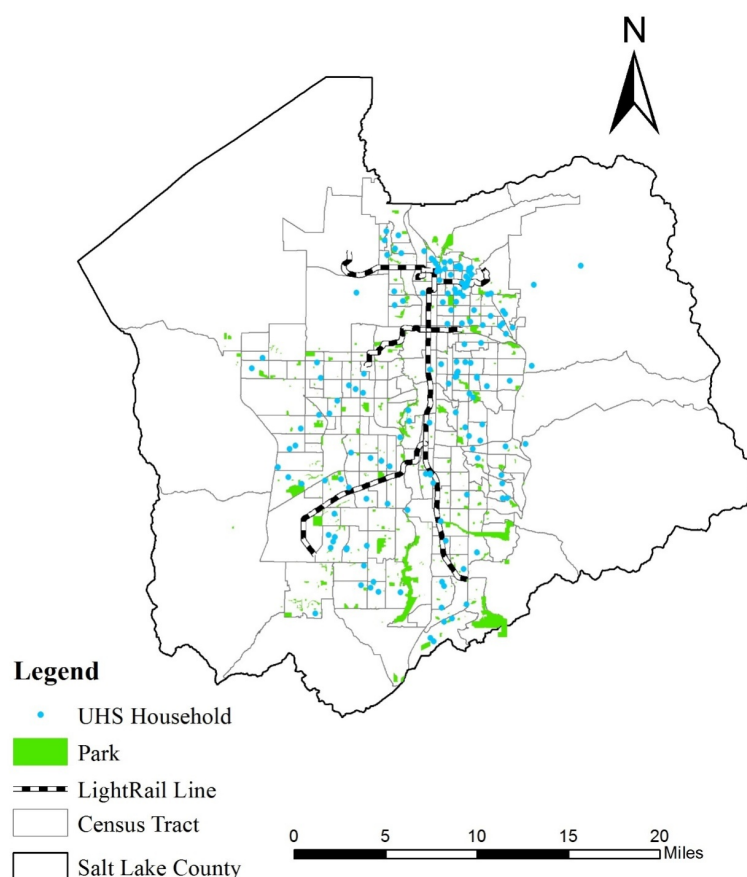 N
Legend
UHS Household
Park
LightRail Line
Census Tract
Salt Lake County
0 5 10 15 20
Miles